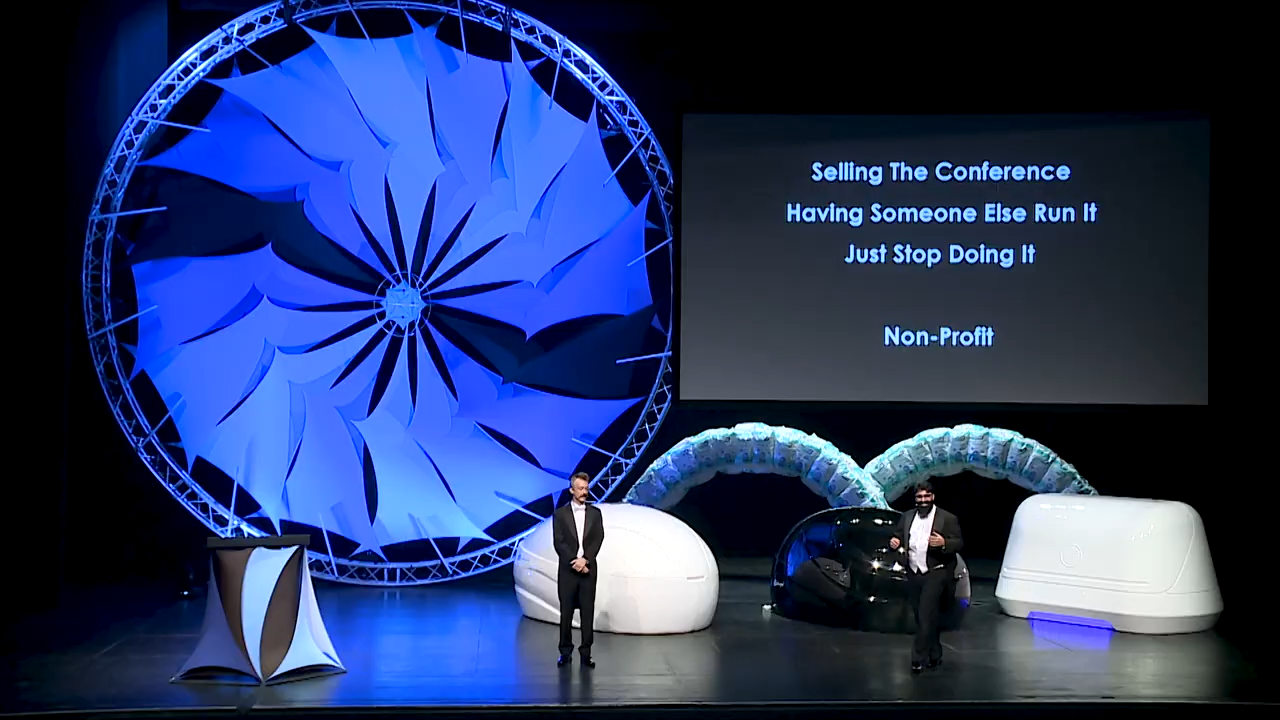 Selling The Conference
Having Someone Else Run It
Just Stop Doing It
Non-Profit